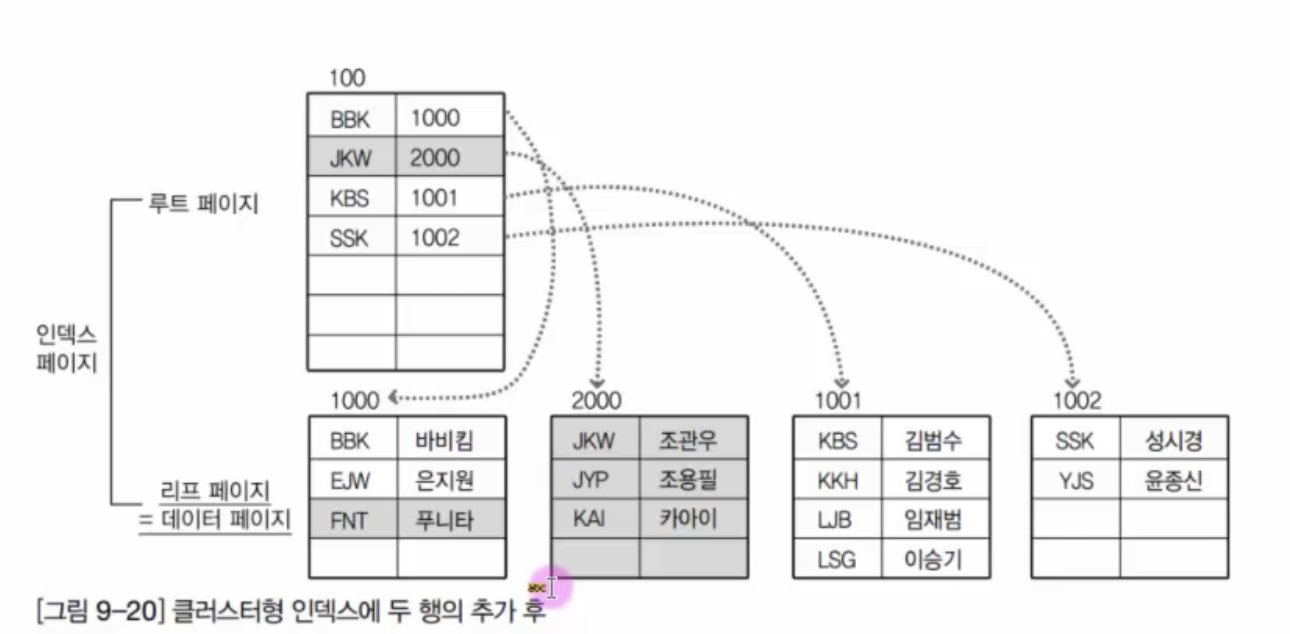 100
BBK 1000
JKW 2000
KBS 1001
SSK 1002
루트 페이지
인덱스
페이지
리프 페이지
= 데이터 페이지
1000
BBK 바비킴
EJW 은지원
FNT 푸니타
2000
JKW 조관우
JYP 조용필
KAI 카아이
1001
KBS 김범수
KKH 김경호
LJB 임재범
LSG 이승기
1002
SSK 성시경
YJS 윤종신
abc
[그림 9-20] 클러스터형 인덱스에 두 행의 추가 후